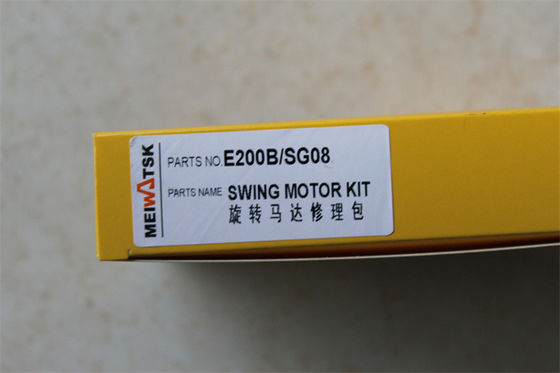 MEIWATSK
PARTS NO. E200B/SG08
PARTS NAME SWING MOTOR KIT
旋转马达修理包